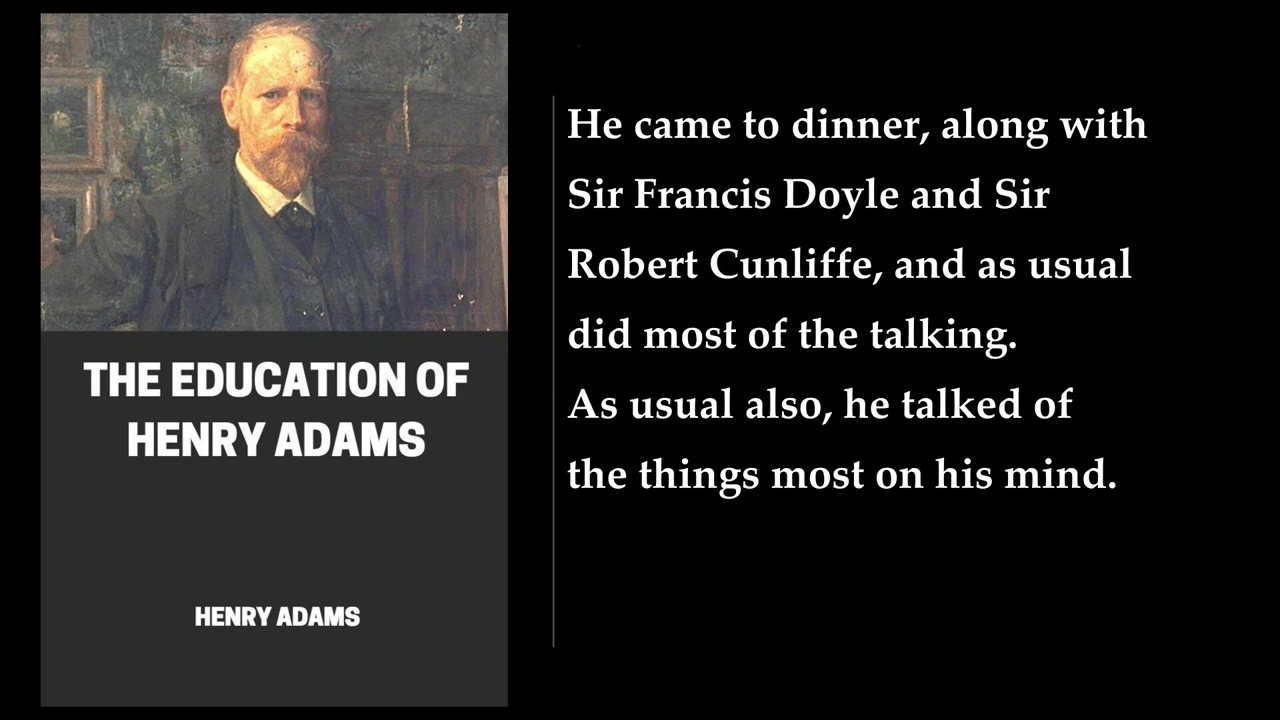 THE EDUCATION OF
HENRY ADAMS
HENRY ADAMS
He came to dinner, along with
Sir Francis Doyle and Sir
Robert Cunliffe, and as usual
did most of the talking.
As usual also, he talked of
the things most on his mind.